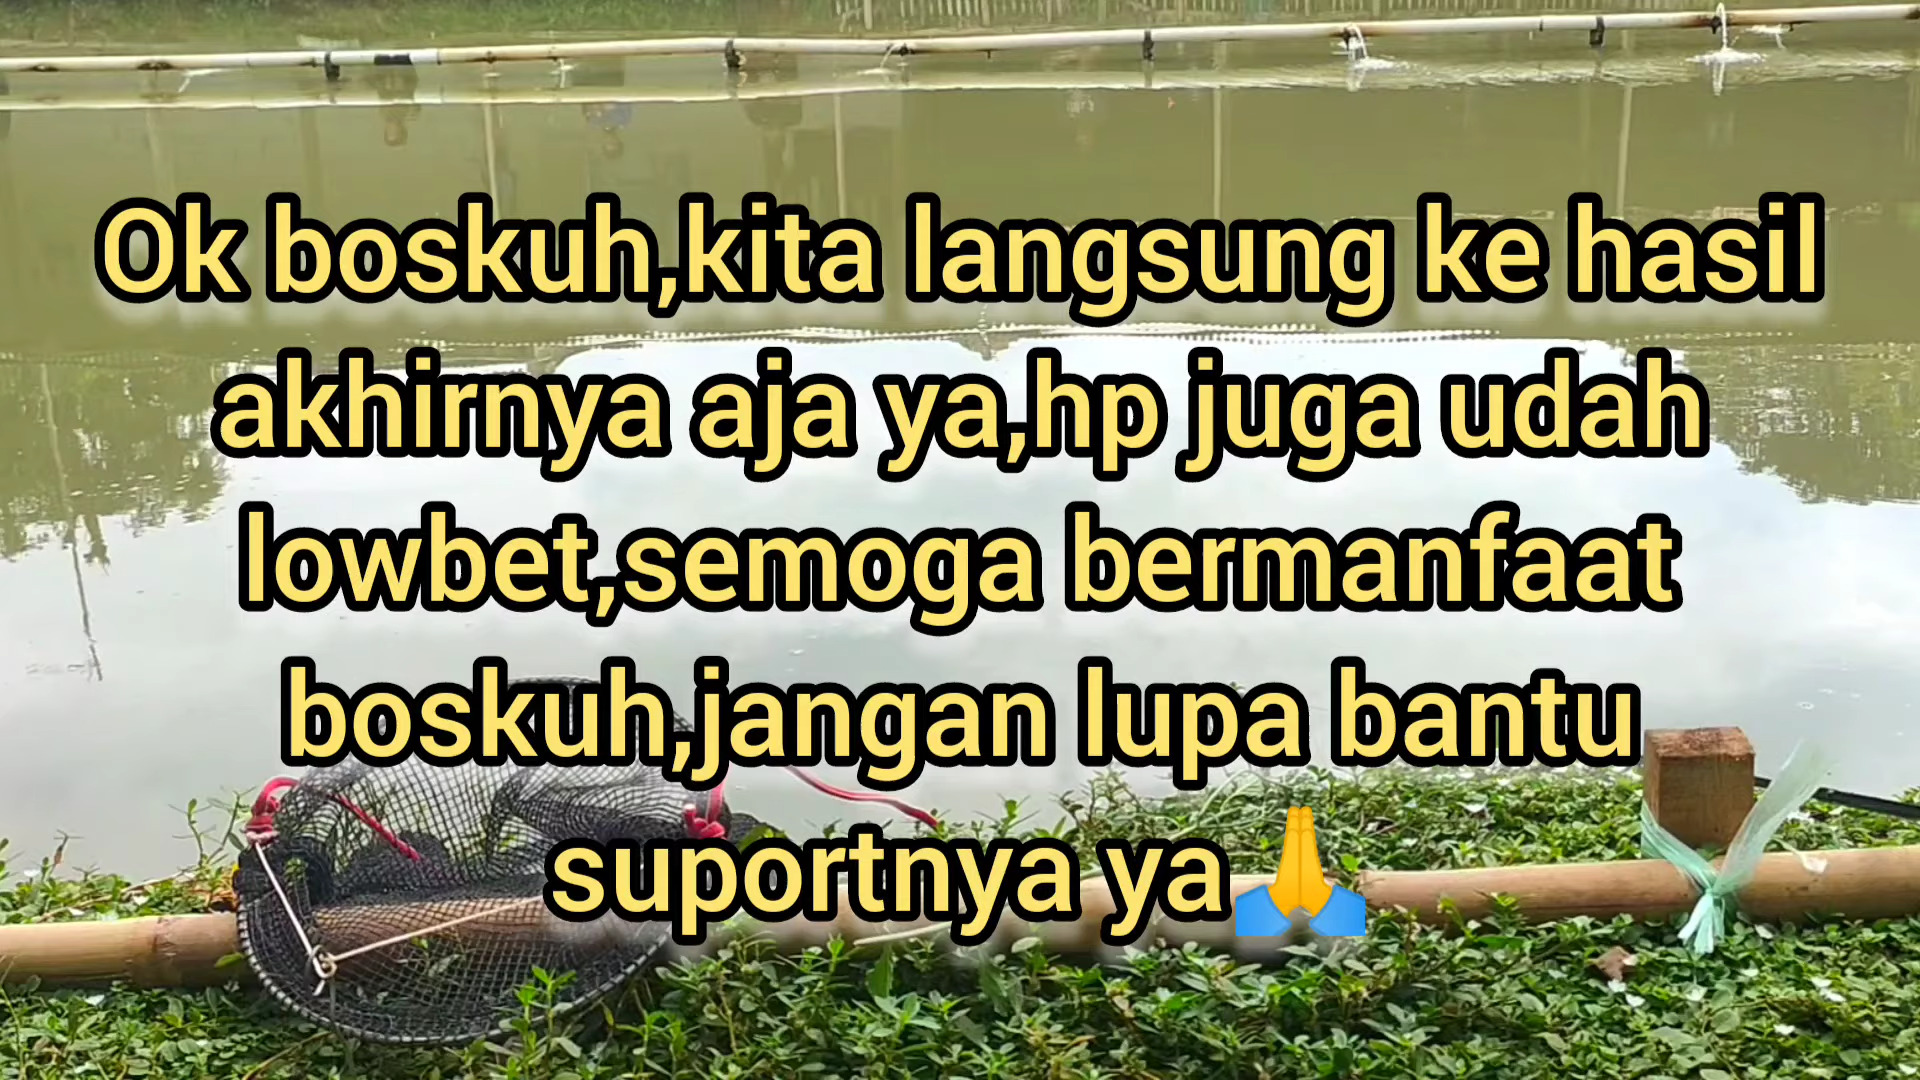 Ok boskuh,kita langsung ke hasil
akhirnya aja ya,hp juga udah
lowbet,semoga bermanfaat
boskuh,jangan lupa bantu
suportnya ya🙏